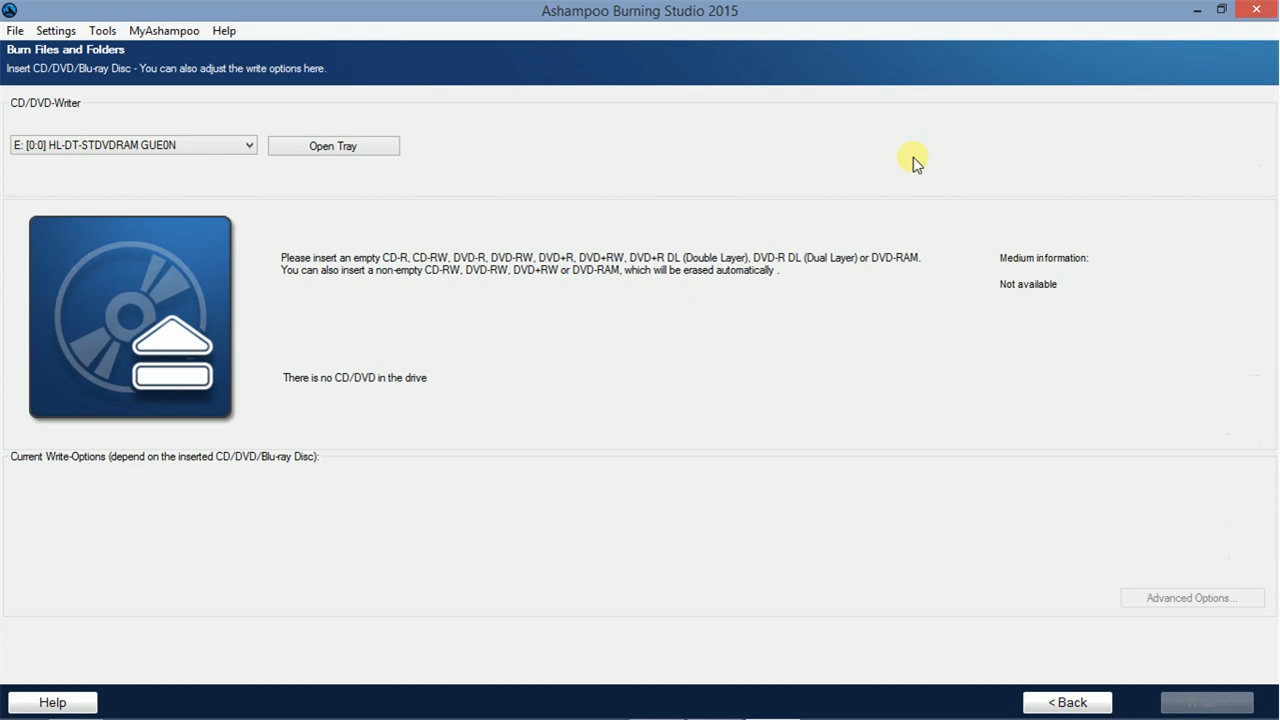 Ashampoo Burning Studio 2015
File Settings Tools MyAshampoo Help
Burn Files and Folders
Insert CD/DVD/Blu-ray Disc - You can also adjust the write options here.
CD/DVD-Writer
E: [0:0] HL-DT-STDVDRAM GUE0N
Open Tray
Please insert an empty CD-R, CD-RW, DVD-R, DVD-RW, DVD+R, DVD+RW, DVD+R DL (Double Layer), DVD-R DL (Dual Layer) or DVD-RAM.
You can also insert a non-empty CD-RW, DVD-RW, DVD+RW or DVD-RAM, which will be erased automatically .
Medium information:
Not available
There is no CD/DVD in the drive
Current Write-Options (depend on the inserted CD/DVD/Blu-ray Disc):
Advanced Options...
Help
< Back